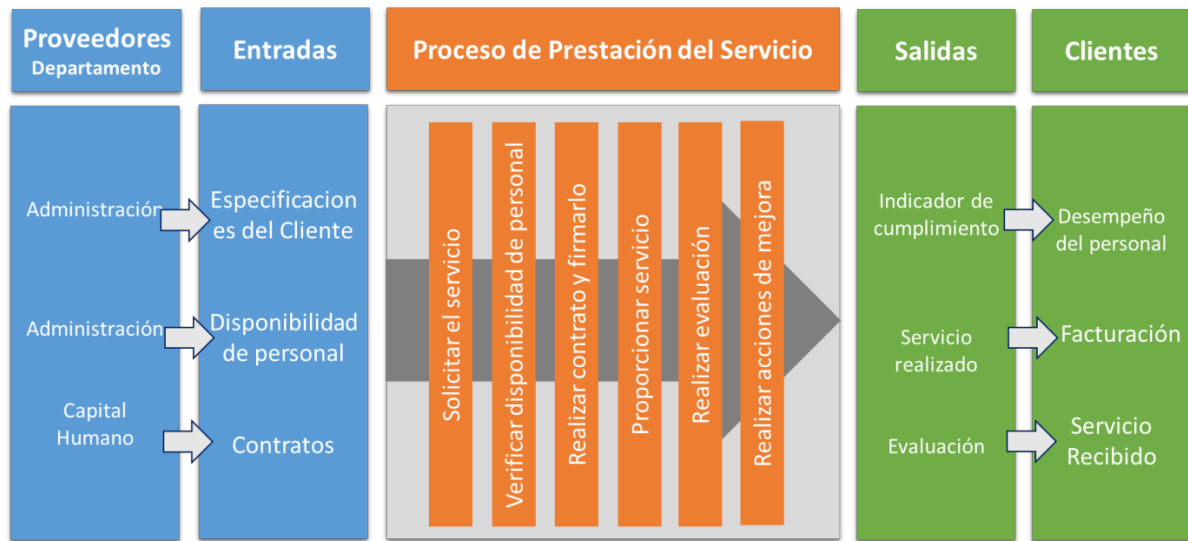 Proveedores
Departamento
Entradas
Proceso de Prestación del Servicio
Salidas
Clientes
Administración
Administración
Capital
Humano
Especificacion
es del Cliente
Disponibilidad
de personal
Contratos
Solicitar el servicio
Verificar disponibilidad de personal
Realizar contrato y firmarlo
Proporcionar servicio
Realizar evaluación
Realizar acciones de mejora
Indicador de
cumplimiento
Servicio
realizado
Evaluación
Desempeño
del personal
Facturación
Servicio
Recibido